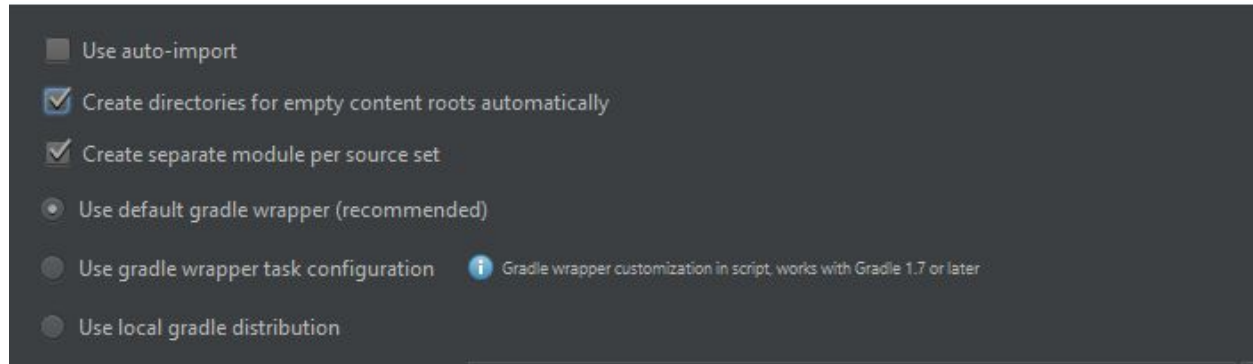 Use auto-import
Create directories for empty content roots automatically
Create separate module per source set
Use default gradle wrapper (recommended)
Use gradle wrapper task configuration Gradle wrapper customization in script, works with Gradle 1.7 or later
Use local gradle distribution